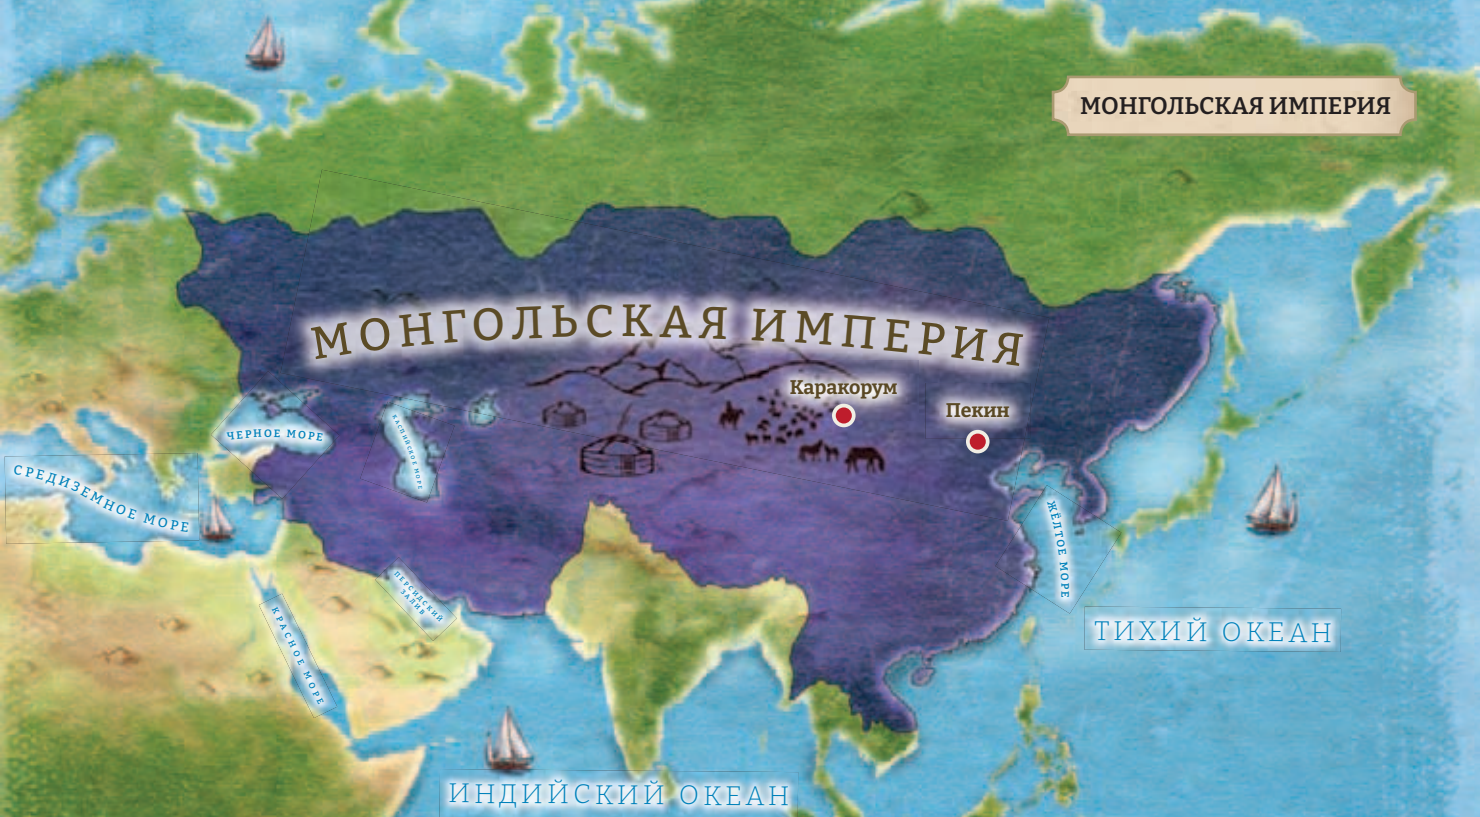 МОНГОЛЬСКАЯ ИМПЕРИЯ
МОНГОЛЬСКАЯ ИМПЕРИЯ
Каракорум
Пекин
ЧЕРНОЕ МОРЕ
КАСПИЙСКОЕ МОРЕ
СРЕДИЗЕМНОЕ МОРЕ
ЖЁЛТОЕ МОРЕ
ПЕРСИДСКИЙ
ЗАЛИВ
КРАСНОЕ МОРЕ
ТИХИЙ ОКЕАН
ИНДИЙСКИЙ ОКЕАН